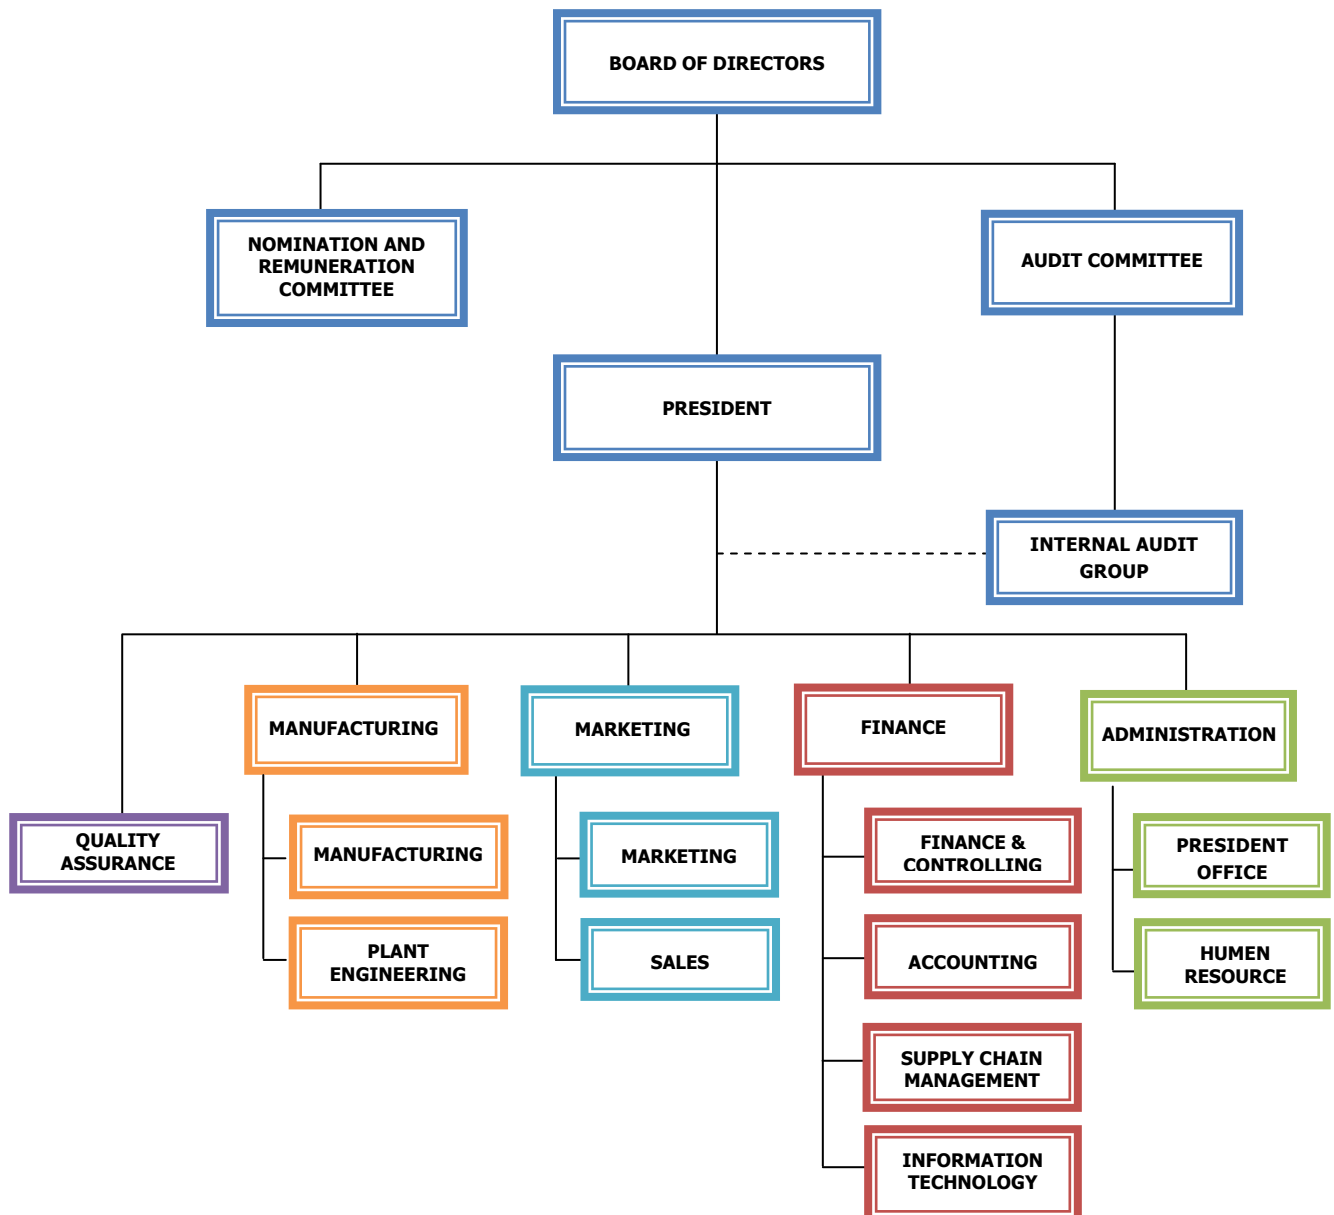 BOARD OF DIRECTORS
NOMINATION AND
REMUNERATION
COMMITTEE
AUDIT COMMITTEE
PRESIDENT
INTERNAL AUDIT
GROUP
MANUFACTURING
MARKETING
FINANCE
ADMINISTRATION
QUALITY
ASSURANCE
MANUFACTURING
MARKETING
FINANCE &
CONTROLLING
PRESIDENT
OFFICE
PLANT
ENGINEERING
SALES
ACCOUNTING
HUMEN
RESOURCE
SUPPLY CHAIN
MANAGEMENT
INFORMATION
TECHNOLOGY